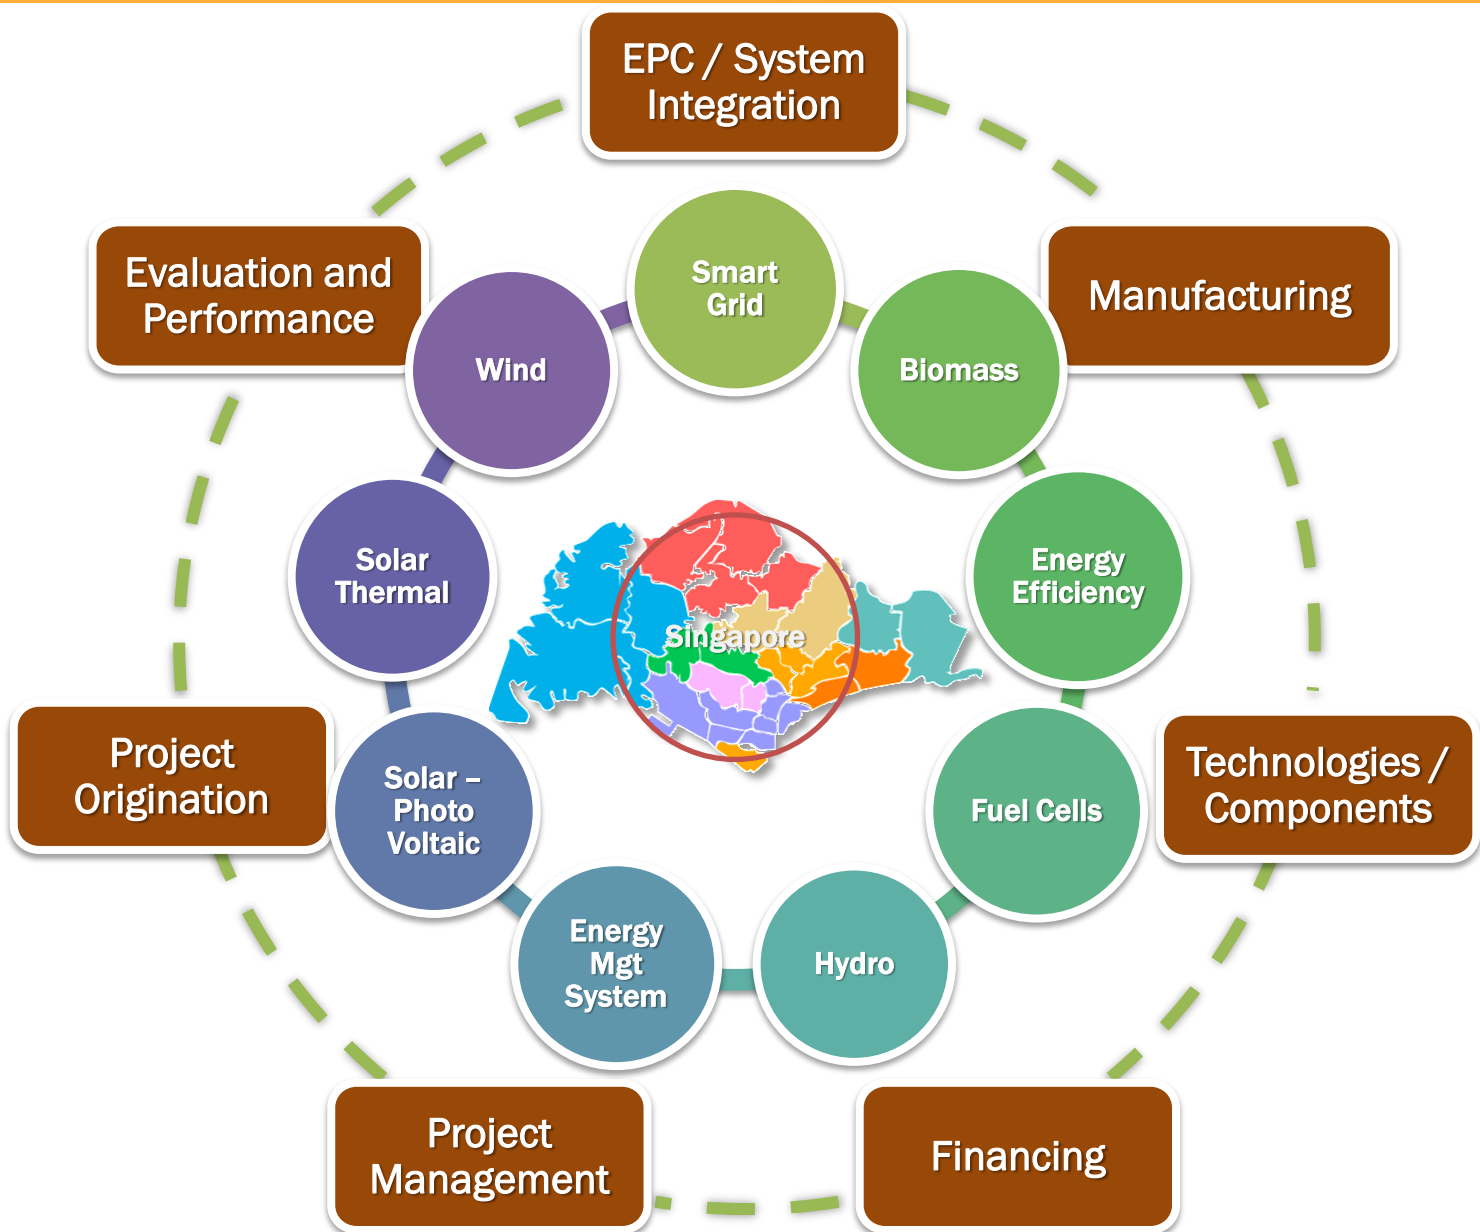 EPC / System
Integration
Evaluation and
Performance
Manufacturing
Smart
Grid
Wind
Biomass
Solar
Thermal
Energy
Efficiency
Singapore
Project
Origination
Solar –
Photo
Voltaic
Fuel Cells
Technologies /
Components
Energy
Mgt
System
Hydro
Project
Management
Financing